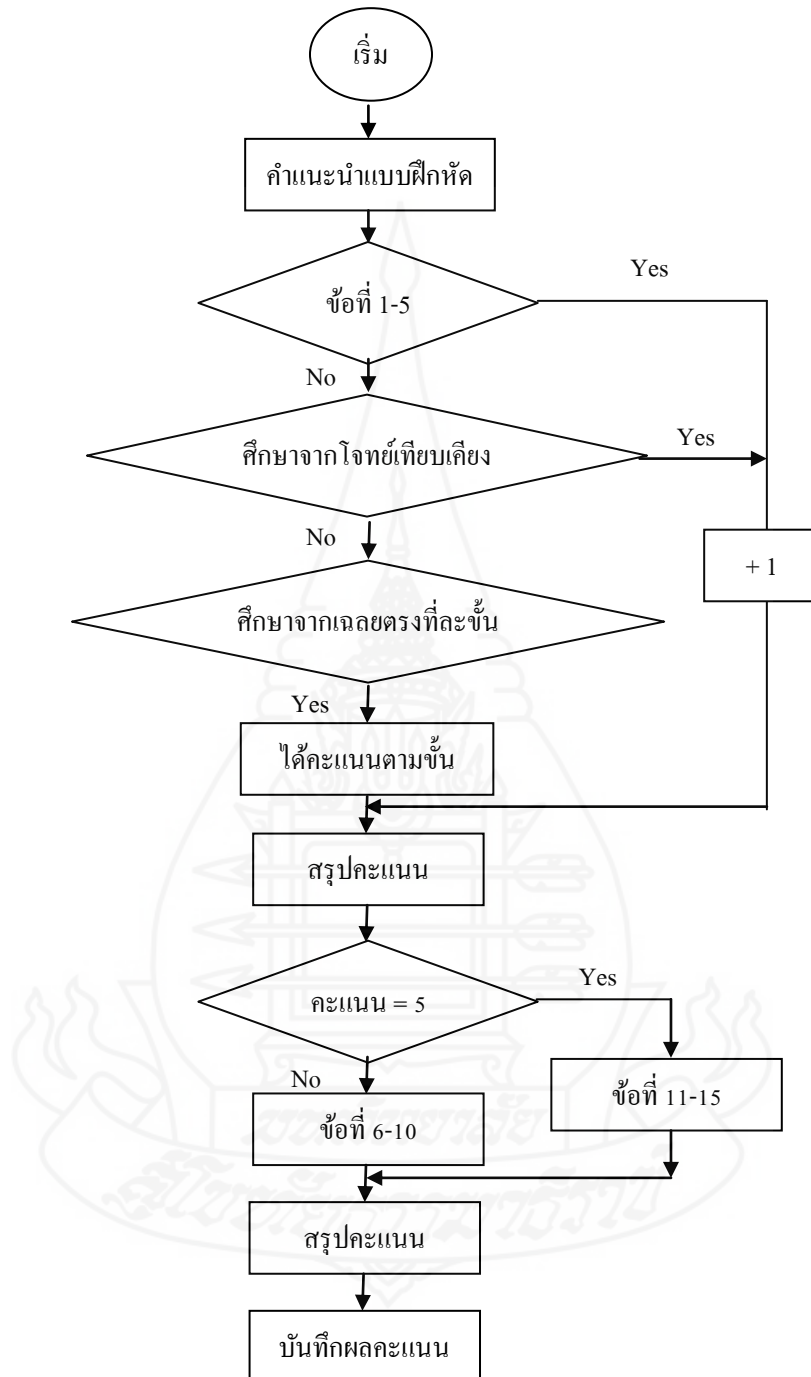 เริ่ม
คำแนะนำแบบฝึกหัด
Yes
ข้อที่ 1-5
No
Yes
ศึกษาจากโจทย์เทียบเคียง
No
+ 1
ศึกษาจากเฉลยตรงที่ละขั้น
Yes
ได้คะแนนตามขั้น
สรุปคะแนน
Yes
คะแนน = 5
No
ข้อที่ 11-15
ข้อที่ 6-10
สรุปคะแนน
บันทึกผลคะแนน